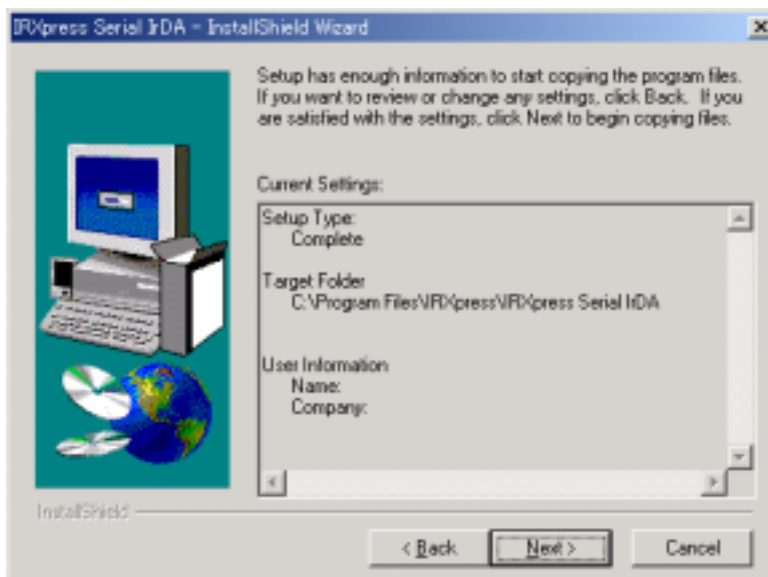 IRXpress Serial IrDA - InstallShield Wizard
Setup has enough information to start copying the program files.
If you want to review or change any settings, click Back. If you
are satisfied with the settings, click Next to begin copying files.
Current Settings:
Setup Type:
Complete
Target Folder
C:\Program Files\IRXpress\IRXpress Serial IrDA
User Information
Name:
Company:
InstallShield
< Back
Next >
Cancel